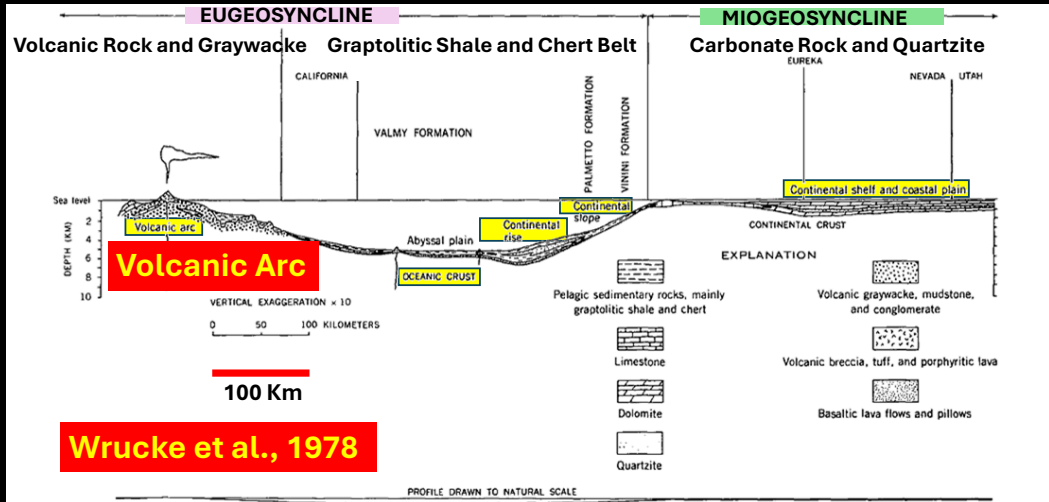 EUGEOSYNCLINE
MIOGEOSYNCLINE
Volcanic Rock and Graywacke
Graptolitic Shale and Chert Belt
Carbonate Rock and Quartzite
EUREKA
CALIFORNIA
NEVADA
UTAH
VALMY FORMATION
PALMETTO FORMATION
VININI FORMATION
Sea level
2
4
6
8
10
DEPTH (KM)
Volcanic arc
Volcanic Arc
Abyssal plain
OCEANIC CRUST
Continental
rise
Continental
slope
Continental shelf and coastal plain
CONTINENTAL CRUST
VERTICAL EXAGGERATION × 10
0 50 100 KILOMETERS
100 Km
Wrucke et al., 1978
EXPLANATION
Pelagic sedimentary rocks, mainly
graptolitic shale and chert
Limestone
Dolomite
Quartzite
Volcanic graywacke, mudstone,
and conglomerate
Volcanic breccia, tuff, and porphyritic lava
Basaltic lava flows and pillows
PROFILE DRAWN TO NATURAL SCALE